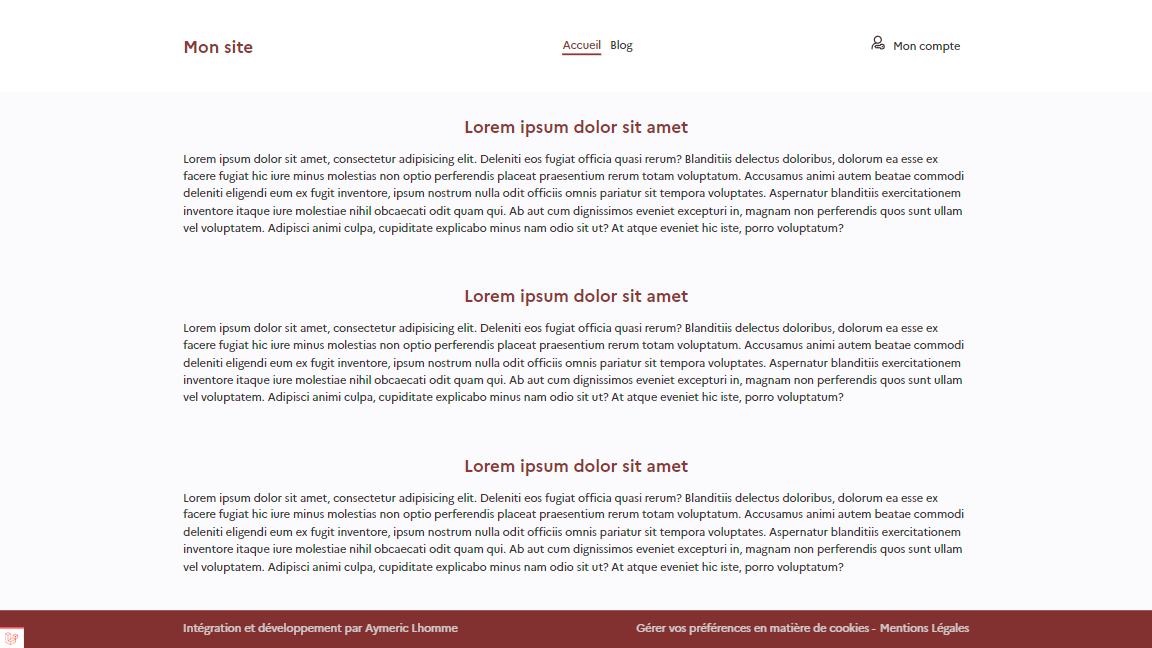 Mon site
Accueil Blog
Mon compte
Lorem ipsum dolor sit amet
Lorem ipsum dolor sit amet, consectetur adipisicing elit. Deleniti eos fugiat officia quasi rerum? Blanditiis delectus doloribus, dolorum ea esse ex
facere fugiat hic iure minus molestias non optio perferendis placeat praesentium rerum totam voluptatum. Accusamus animi autem beatae commodi
deleniti eligendi eum ex fugit inventore, ipsum nostrum nulla odit officiis omnis pariatur sit tempora voluptates. Aspernatur blanditiis exercitationem
inventore itaque iure molestiae nihil obcaecati odit quam qui. Ab aut cum dignissimos eveniet excepturi in, magnam non perferendis quos sunt ullam
vel voluptatem. Adipisci animi culpa, cupiditate explicabo minus nam odio sit ut? At atque eveniet hic iste, porro voluptatum?
Lorem ipsum dolor sit amet
Lorem ipsum dolor sit amet, consectetur adipisicing elit. Deleniti eos fugiat officia quasi rerum? Blanditiis delectus doloribus, dolorum ea esse ex
facere fugiat hic iure minus molestias non optio perferendis placeat praesentium rerum totam voluptatum. Accusamus animi autem beatae commodi
deleniti eligendi eum ex fugit inventore, ipsum nostrum nulla odit officiis omnis pariatur sit tempora voluptates. Aspernatur blanditiis exercitationem
inventore itaque iure molestiae nihil obcaecati odit quam qui. Ab aut cum dignissimos eveniet excepturi in, magnam non perferendis quos sunt ullam
vel voluptatem. Adipisci animi culpa, cupiditate explicabo minus nam odio sit ut? At atque eveniet hic iste, porro voluptatum?
Lorem ipsum dolor sit amet
Lorem ipsum dolor sit amet, consectetur adipisicing elit. Deleniti eos fugiat officia quasi rerum? Blanditiis delectus doloribus, dolorum ea esse ex
facere fugiat hic iure minus molestias non optio perferendis placeat praesentium rerum totam voluptatum. Accusamus animi autem beatae commodi
deleniti eligendi eum ex fugit inventore, ipsum nostrum nulla odit officiis omnis pariatur sit tempora voluptates. Aspernatur blanditiis exercitationem
inventore itaque iure molestiae nihil obcaecati odit quam qui. Ab aut cum dignissimos eveniet excepturi in, magnam non perferendis quos sunt ullam
vel voluptatem. Adipisci animi culpa, cupiditate explicabo minus nam odio sit ut? At atque eveniet hic iste, porro voluptatum?
Intégration et développement par Aymeric Lhomme
Gérer vos préférences en matière de cookies - Mentions Légales